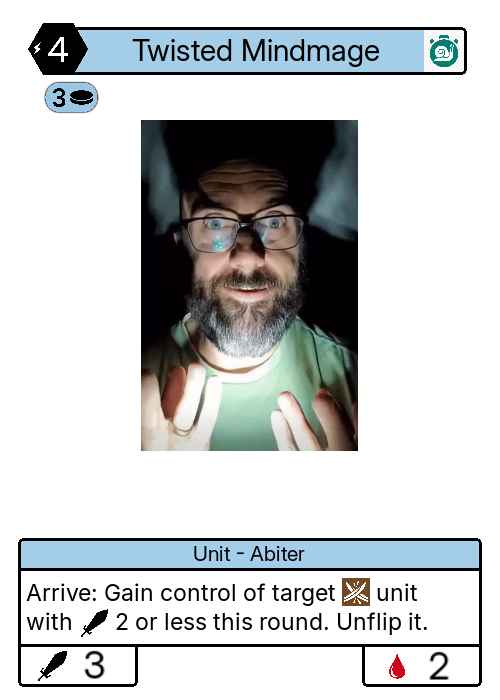 4 Twisted Mindmage
3
Unit - Abiter
Arrive: Gain control of target unit
with 2 or less this round. Unflip it.
3 2